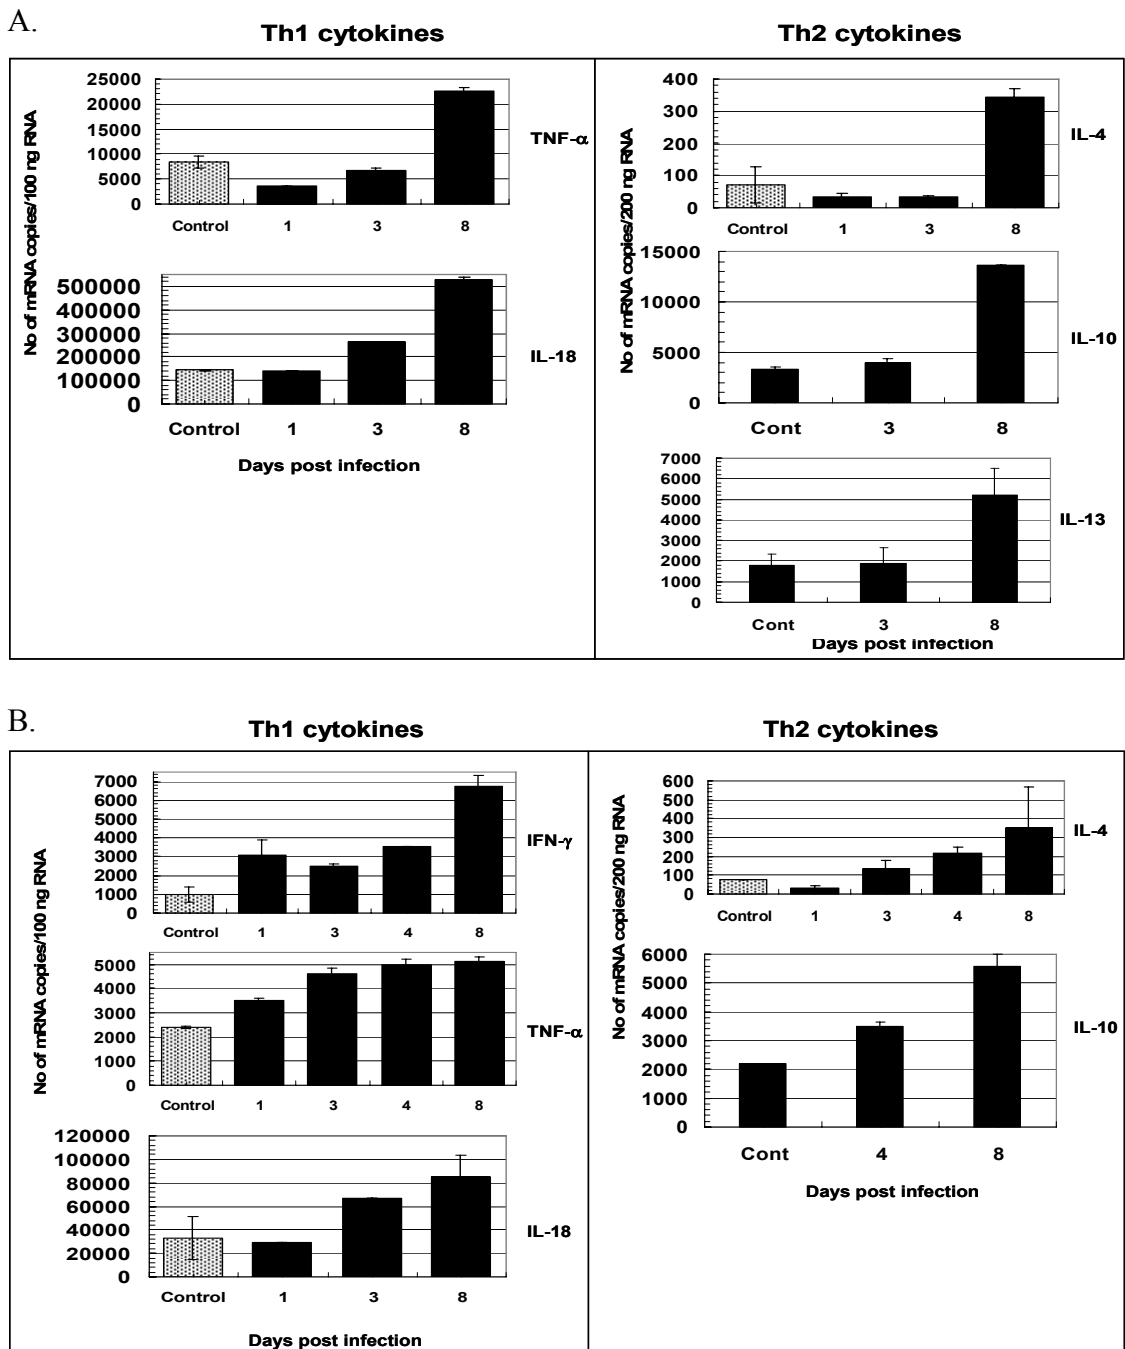 A.
Th1 cytokines
No of mRNA copies/100 ng RNA
25000
20000
15000
10000
5000
0
Control 1 3 8
TNF-α
500000
400000
300000
200000
100000
0
Control 1 3 8
IL-18
Days post infection
Th2 cytokines
No of mRNA copies/200 ng RNA
400
300
200
100
0
Control 1 3 8
IL-4
15000
10000
5000
0
Cont 3 8
IL-10
7000
6000
5000
4000
3000
2000
1000
0
Cont 3 8
IL-13
Days post infection
B.
Th1 cytokines
No of mRNA copies/100 ng RNA
7000
6000
5000
4000
3000
2000
1000
0
Control 1 3 4 8
IFN-γ
5000
4000
3000
2000
1000
0
Control 1 3 4 8
TNF-α
120000
100000
80000
60000
40000
20000
0
Control 1 3 8
IL-18
Days post infection
Th2 cytokines
No of mRNA copies/200 ng RNA
600
500
400
300
200
100
0
Control 1 3 4 8
IL-4
6000
5000
4000
3000
2000
1000
0
Cont 4 8
IL-10
Days post infection